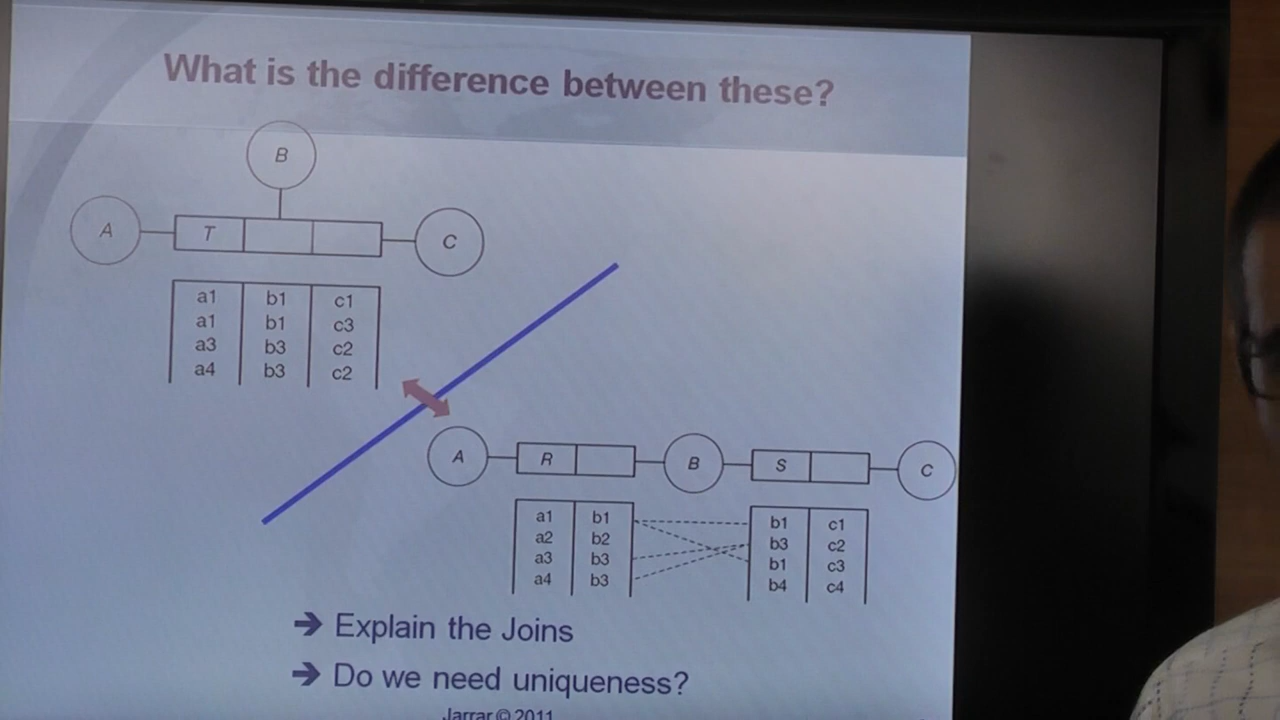 What is the difference between these?
B
A T C
a1 b1 c1
a1 b1 c3
a3 b3 c2
a4 b3 c2
A R B S C
a1 b1 b1 c1
a2 b2 b3 c2
a3 b3 b1 c3
a4 b3 b4 c4
➔ Explain the Joins
➔ Do we need uniqueness?
Jarrar © 2011